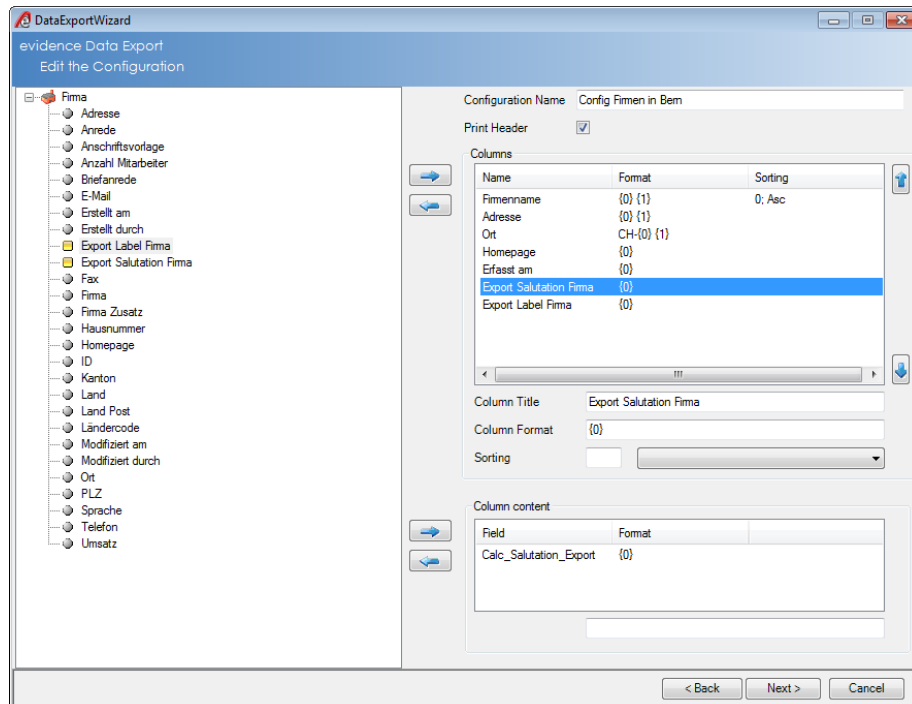 DataExportWizard
evidence Data Export
Edit the Configuration
Firma
Adresse
Anrede
Anschriftsvorlage
Anzahl Mitarbeiter
Briefanrede
E-Mail
Erstellt am
Erstellt durch
Export Label Firma
Export Salutation Firma
Fax
Firma
Firma Zusatz
Hausnummer
Homepage
ID
Kanton
Land
Land Post
Ländercode
Modifiziert am
Modifiziert durch
Ort
PLZ
Sprache
Telefon
Umsatz
Configuration Name Config Firmen in Bern
Print Header
Columns
Name Format Sorting
Firmenname {0} {1} 0; Asc
Adresse {0} {1}
Ort CH-{0} {1}
Homepage {0}
Erfasst am {0}
Export Salutation Firma {0}
Export Label Firma {0}
Column Title Export Salutation Firma
Column Format {0}
Sorting
Column content
Field Format
Calc_Salutation_Export {0}
< Back Next > Cancel